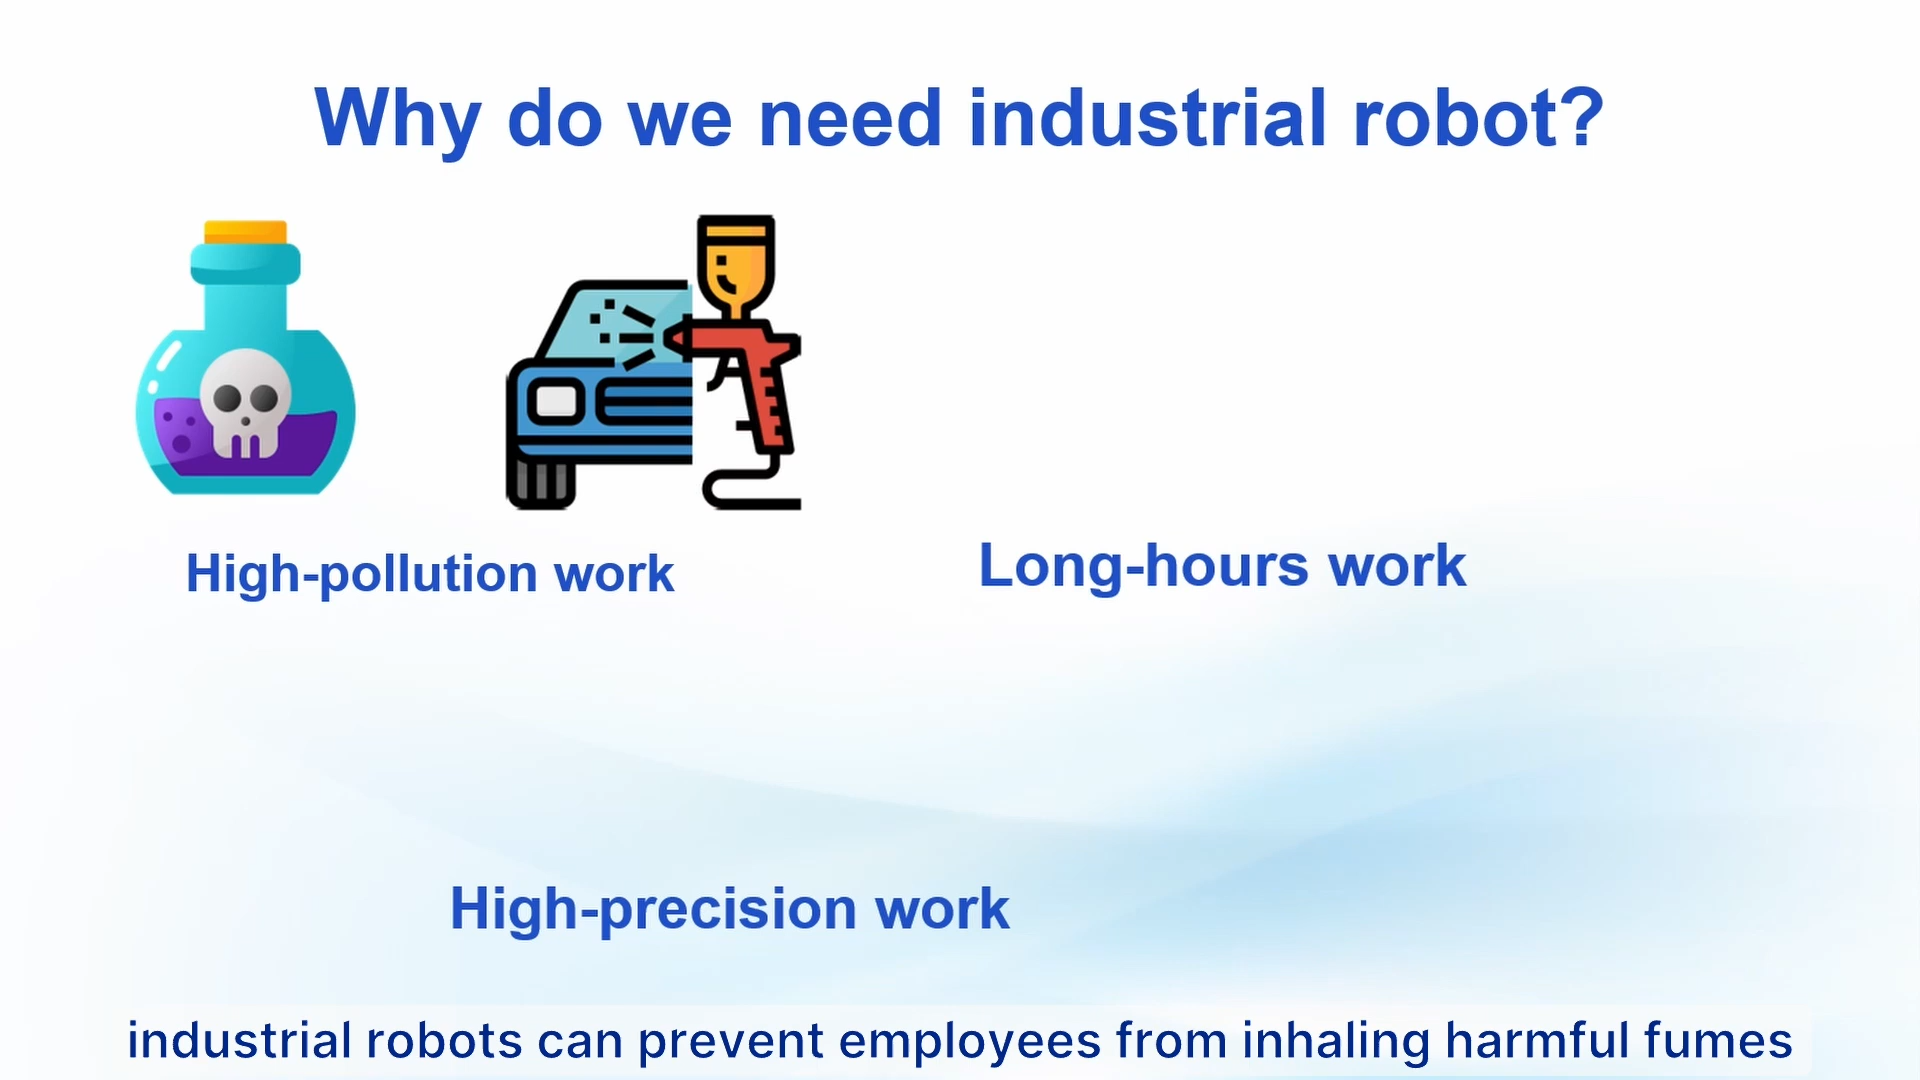 Why do we need industrial robot?
High-pollution work
Long-hours work
High-precision work
industrial robots can prevent employees from inhaling harmful fumes